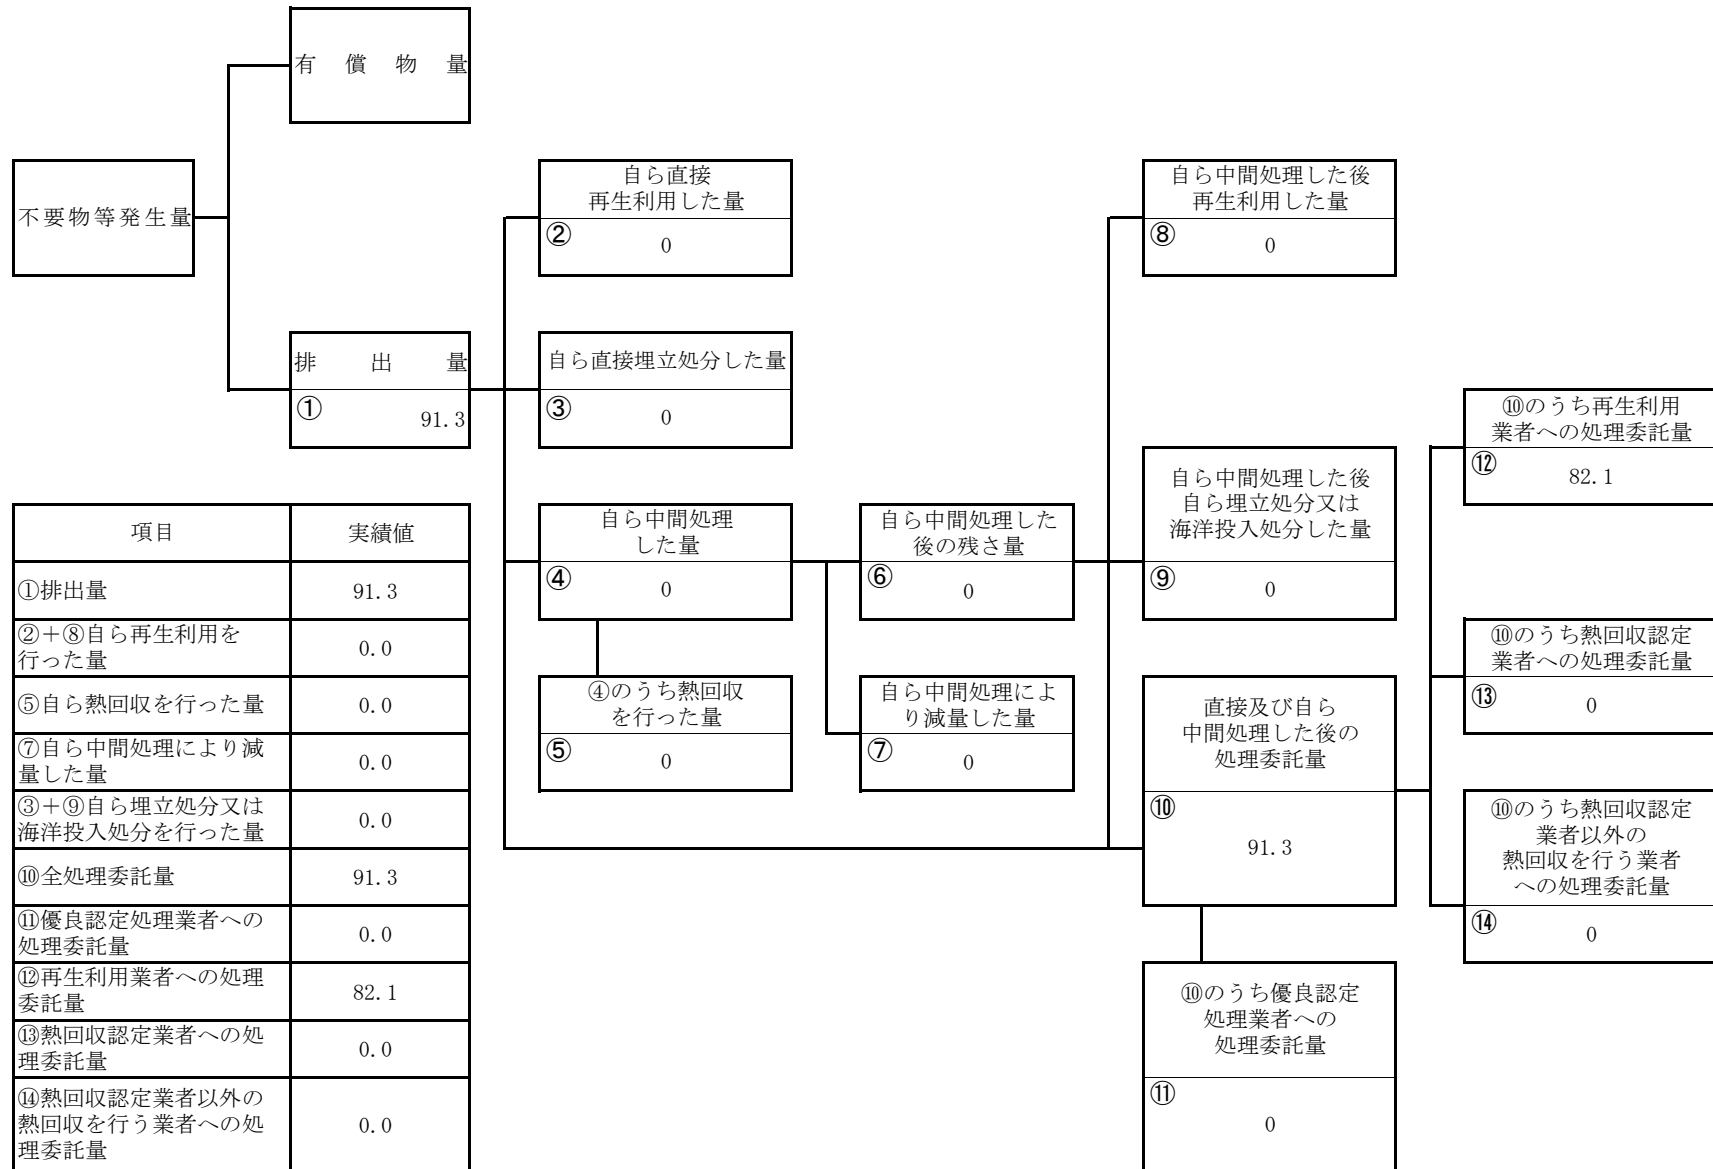 有償物量
不要物等発生量
自ら直接
再生利用した量
②
0
自ら中間処理した後
再生利用した量
⑧
0
排出量
①
91.3
自ら直接埋立処分した量
③
0
⑩のうち再生利用
業者への処理委託量
⑫
82.1
自ら中間処理
した量
④
0
自ら中間処理した
後の残さ量
⑥
0
自ら中間処理した後
自ら埋立処分又は
海洋投入処分した量
⑨
0
⑩のうち熱回収認定
業者への処理委託量
⑬
0
④のうち熱回収
を行った量
⑤
0
自ら中間処理によ
り減量した量
⑦
0
直接及び自ら
中間処理した後の
処理委託量
⑩
91.3
⑩のうち熱回収認定
業者以外の
熱回収を行う業者
への処理委託量
⑭
0
⑩のうち優良認定
処理業者への
処理委託量
⑪
0
項目 実績値
①排出量 91.3
②+⑧自ら再生利用を
行った量 0.0
⑤自ら熱回収を行った量 0.0
⑦自ら中間処理により減
量した量 0.0
③+⑨自ら埋立処分又は
海洋投入処分を行った量 0.0
⑩全処理委託量 91.3
⑪優良認定処理業者への
処理委託量 0.0
⑫再生利用業者への処理
委託量 82.1
⑬熱回収認定業者への処
理委託量 0.0
⑭熱回収認定業者以外の
熱回収を行う業者への処
理委託量 0.0